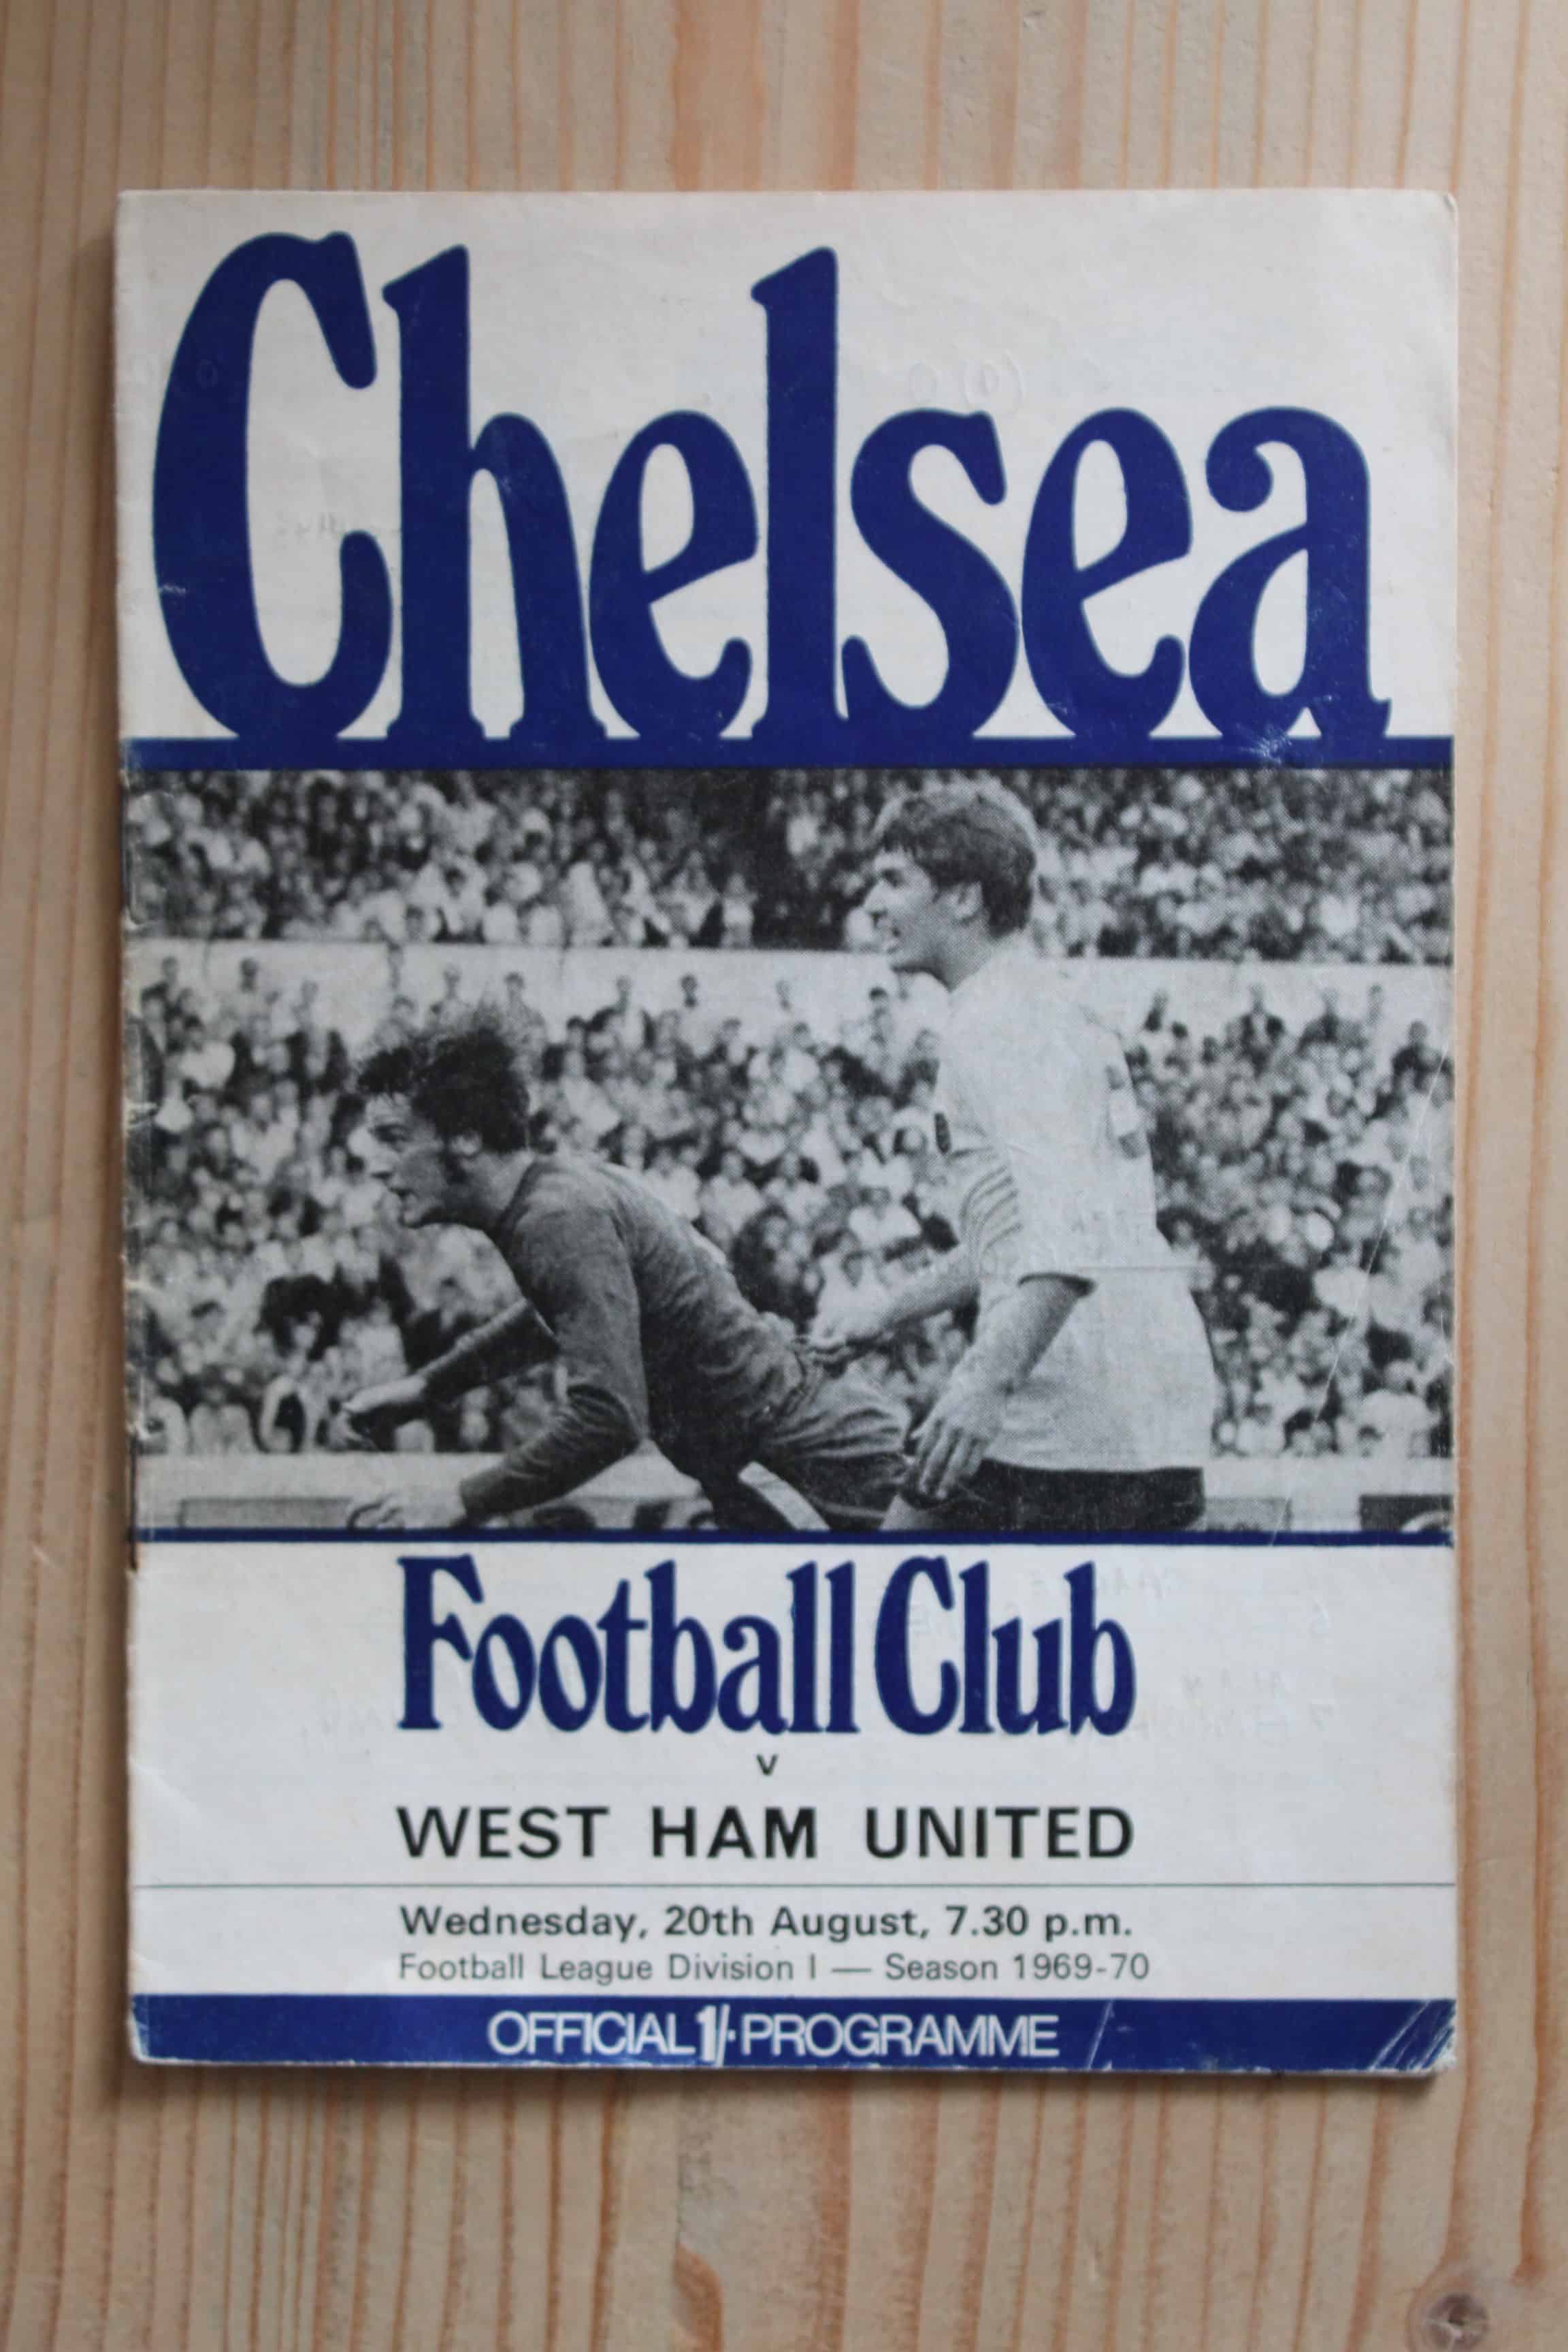 Chelsea
Football Club
v
WEST HAM UNITED
Wednesday, 20th August, 7.30 p.m.
Football League Division I — Season 1969-70
OFFICIAL 1/- PROGRAMME